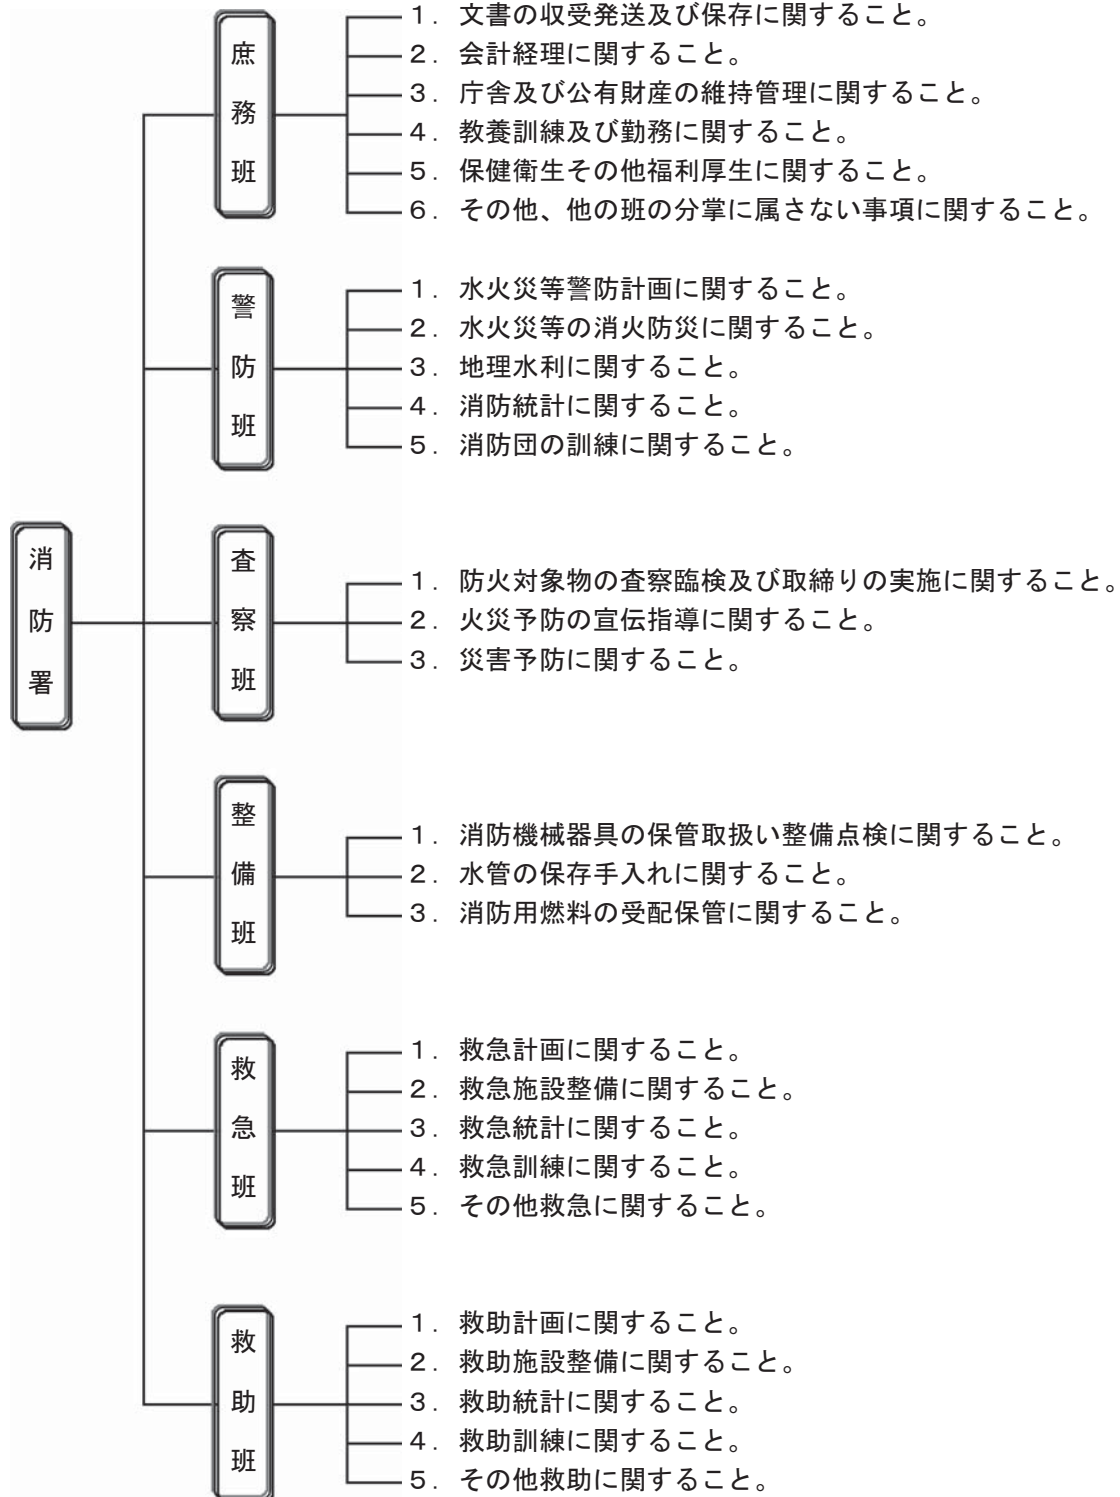 消防署
庶務班
1．文書の収受発送及び保存に関すること。
2．会計経理に関すること。
3．庁舎及び公有財産の維持管理に関すること。
4．教養訓練及び勤務に関すること。
5．保健衛生その他福利厚生に関すること。
6．その他、他の班の分掌に属さない事項に関すること。
警防班
1．水火災等警防計画に関すること。
2．水火災等の消火防災に関すること。
3．地理水利に関すること。
4．消防統計に関すること。
5．消防団の訓練に関すること。
査察班
1．防火対象物の査察臨検及び取締りの実施に関すること。
2．火災予防の宣伝指導に関すること。
3．災害予防に関すること。
整備班
1．消防機械器具の保管取扱い整備点検に関すること。
2．水管の保存手入れに関すること。
3．消防用燃料の受配保管に関すること。
救急班
1．救急計画に関すること。
2．救急施設整備に関すること。
3．救急統計に関すること。
4．救急訓練に関すること。
5．その他救急に関すること。
救助班
1．救助計画に関すること。
2．救助施設整備に関すること。
3．救助統計に関すること。
4．救助訓練に関すること。
5．その他救助に関すること。